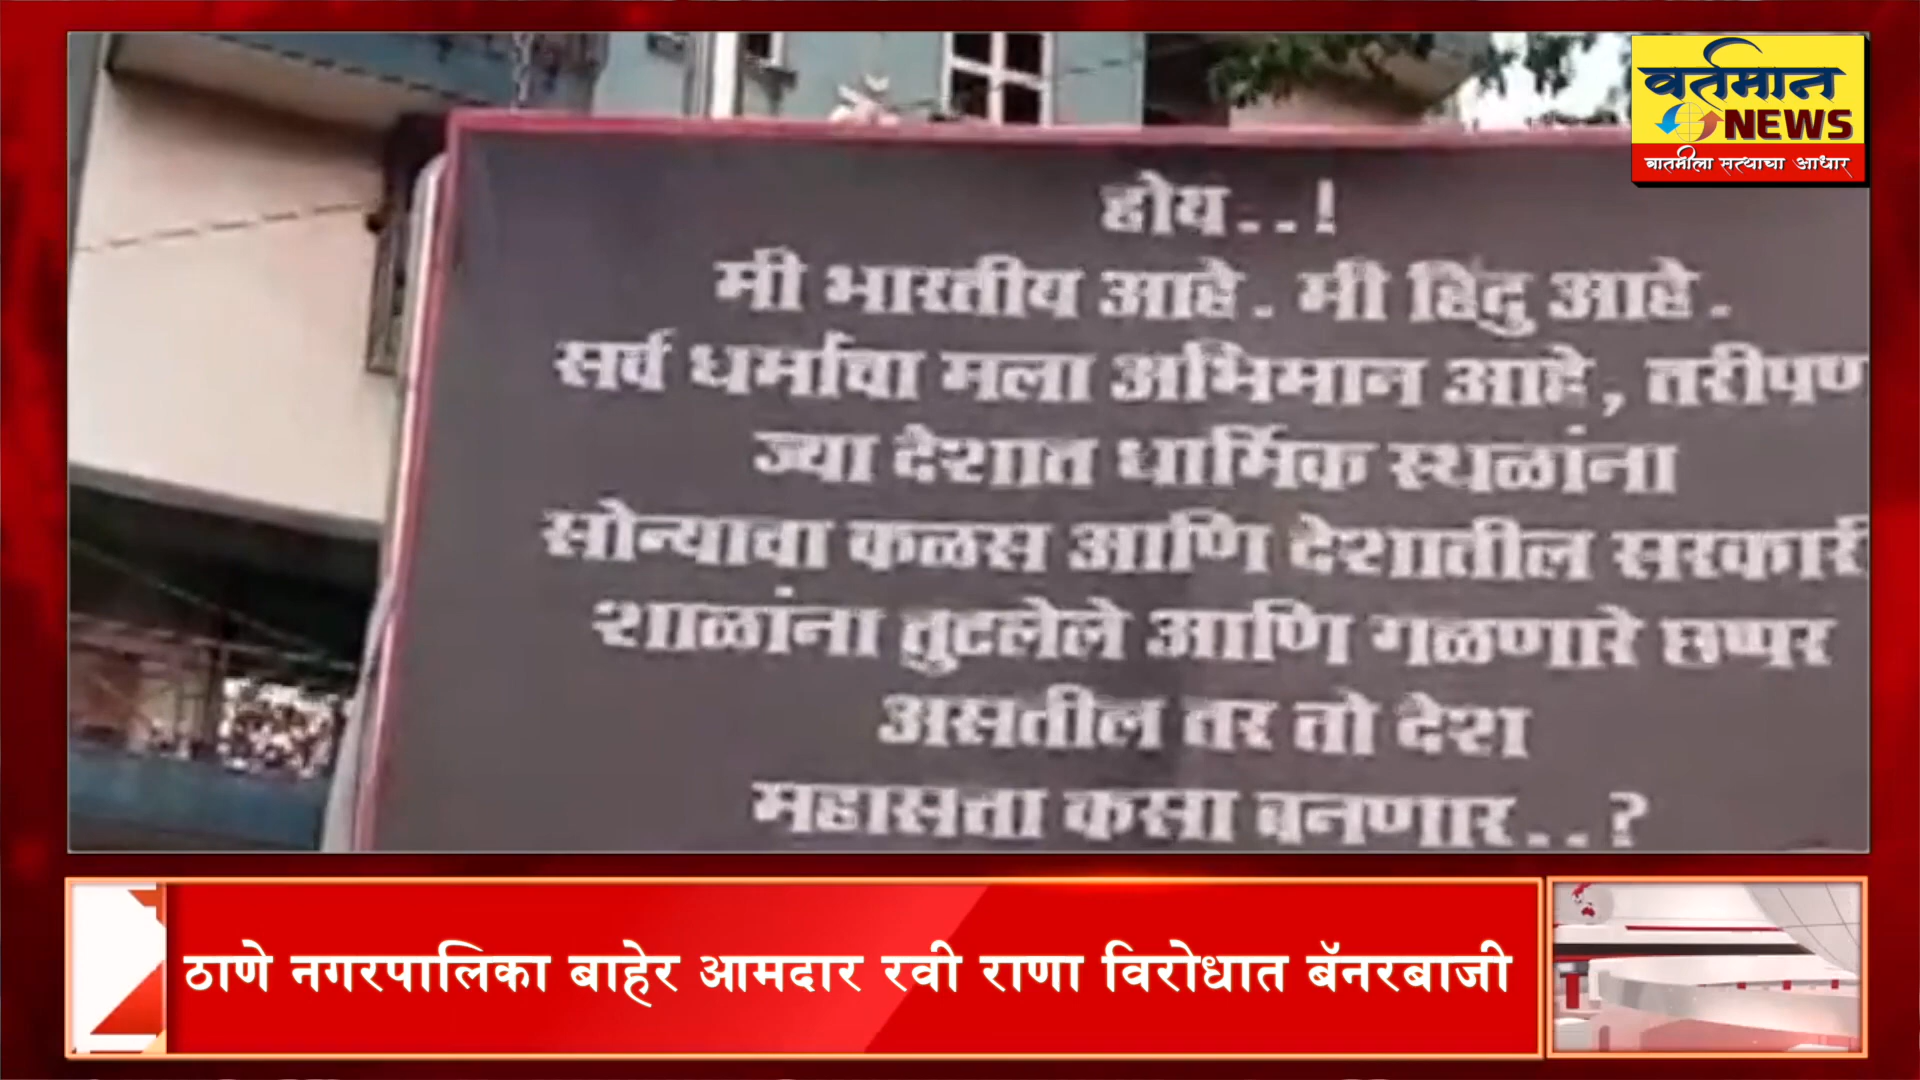 वर्तमान
NEWS
बातमीला सत्याचा आधार
होय..!
मी भारतीय आहे. मी हिंदु आहे.
सर्व धर्माचा मला अभिमान आहे, तरीपण
ज्या देशात धार्मिक स्थळांना
सोन्याचा कळस आणि देशातील सरकारी
शाळांना तुटलेले आणि गळणारे छप्पर
असतील तर तो देश
महासत्ता कसा बनणार..?
ठाणे नगरपालिका बाहेर आमदार रवी राणा विरोधात बॅनरबाजी